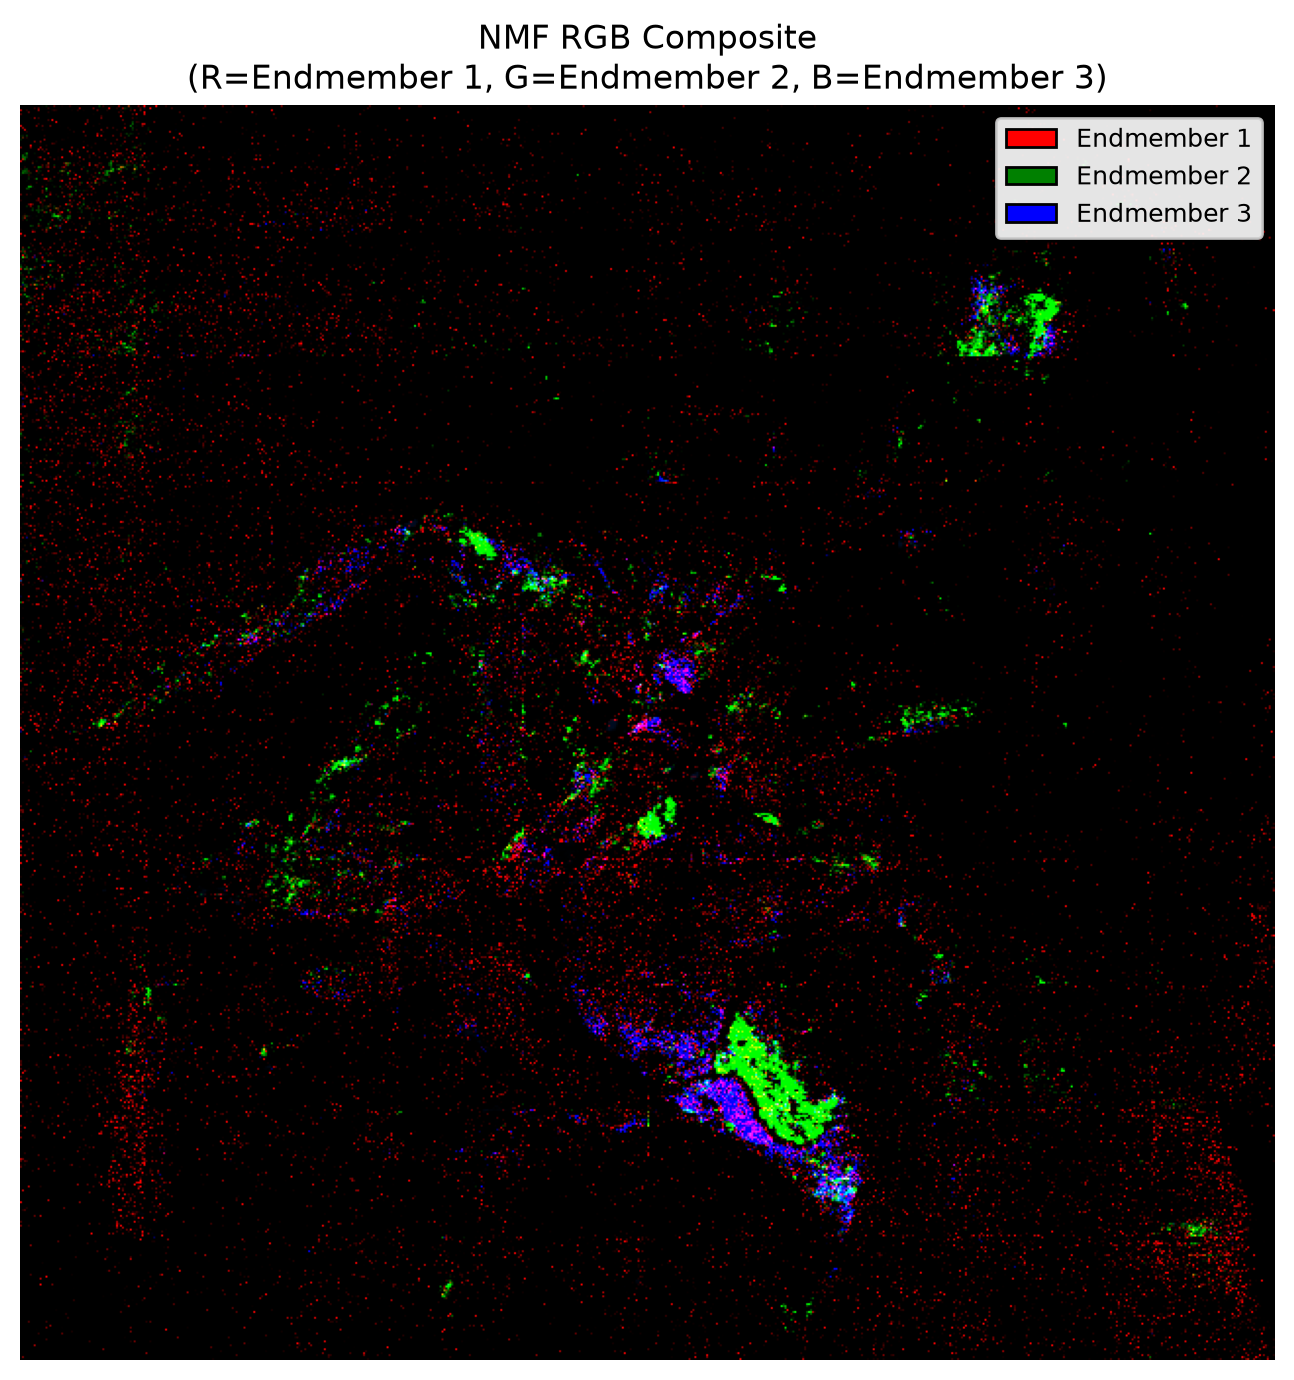 NMF RGB Composite
(R=Endmember 1, G=Endmember 2, B=Endmember 3)
Endmember 1
Endmember 2
Endmember 3